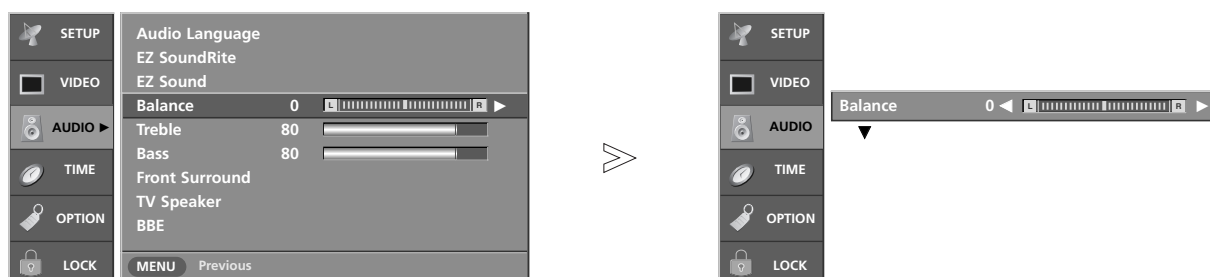 SETUP
VIDEO
AUDIO ►
TIME
OPTION
LOCK
Audio Language
EZ SoundRite
EZ Sound
Balance 0 L R ►
Treble 80
Bass 80
Front Surround
TV Speaker
BBE
MENU Previous
SETUP
VIDEO
AUDIO
TIME
OPTION
LOCK
Balance 0 ◄ L R ►
▼